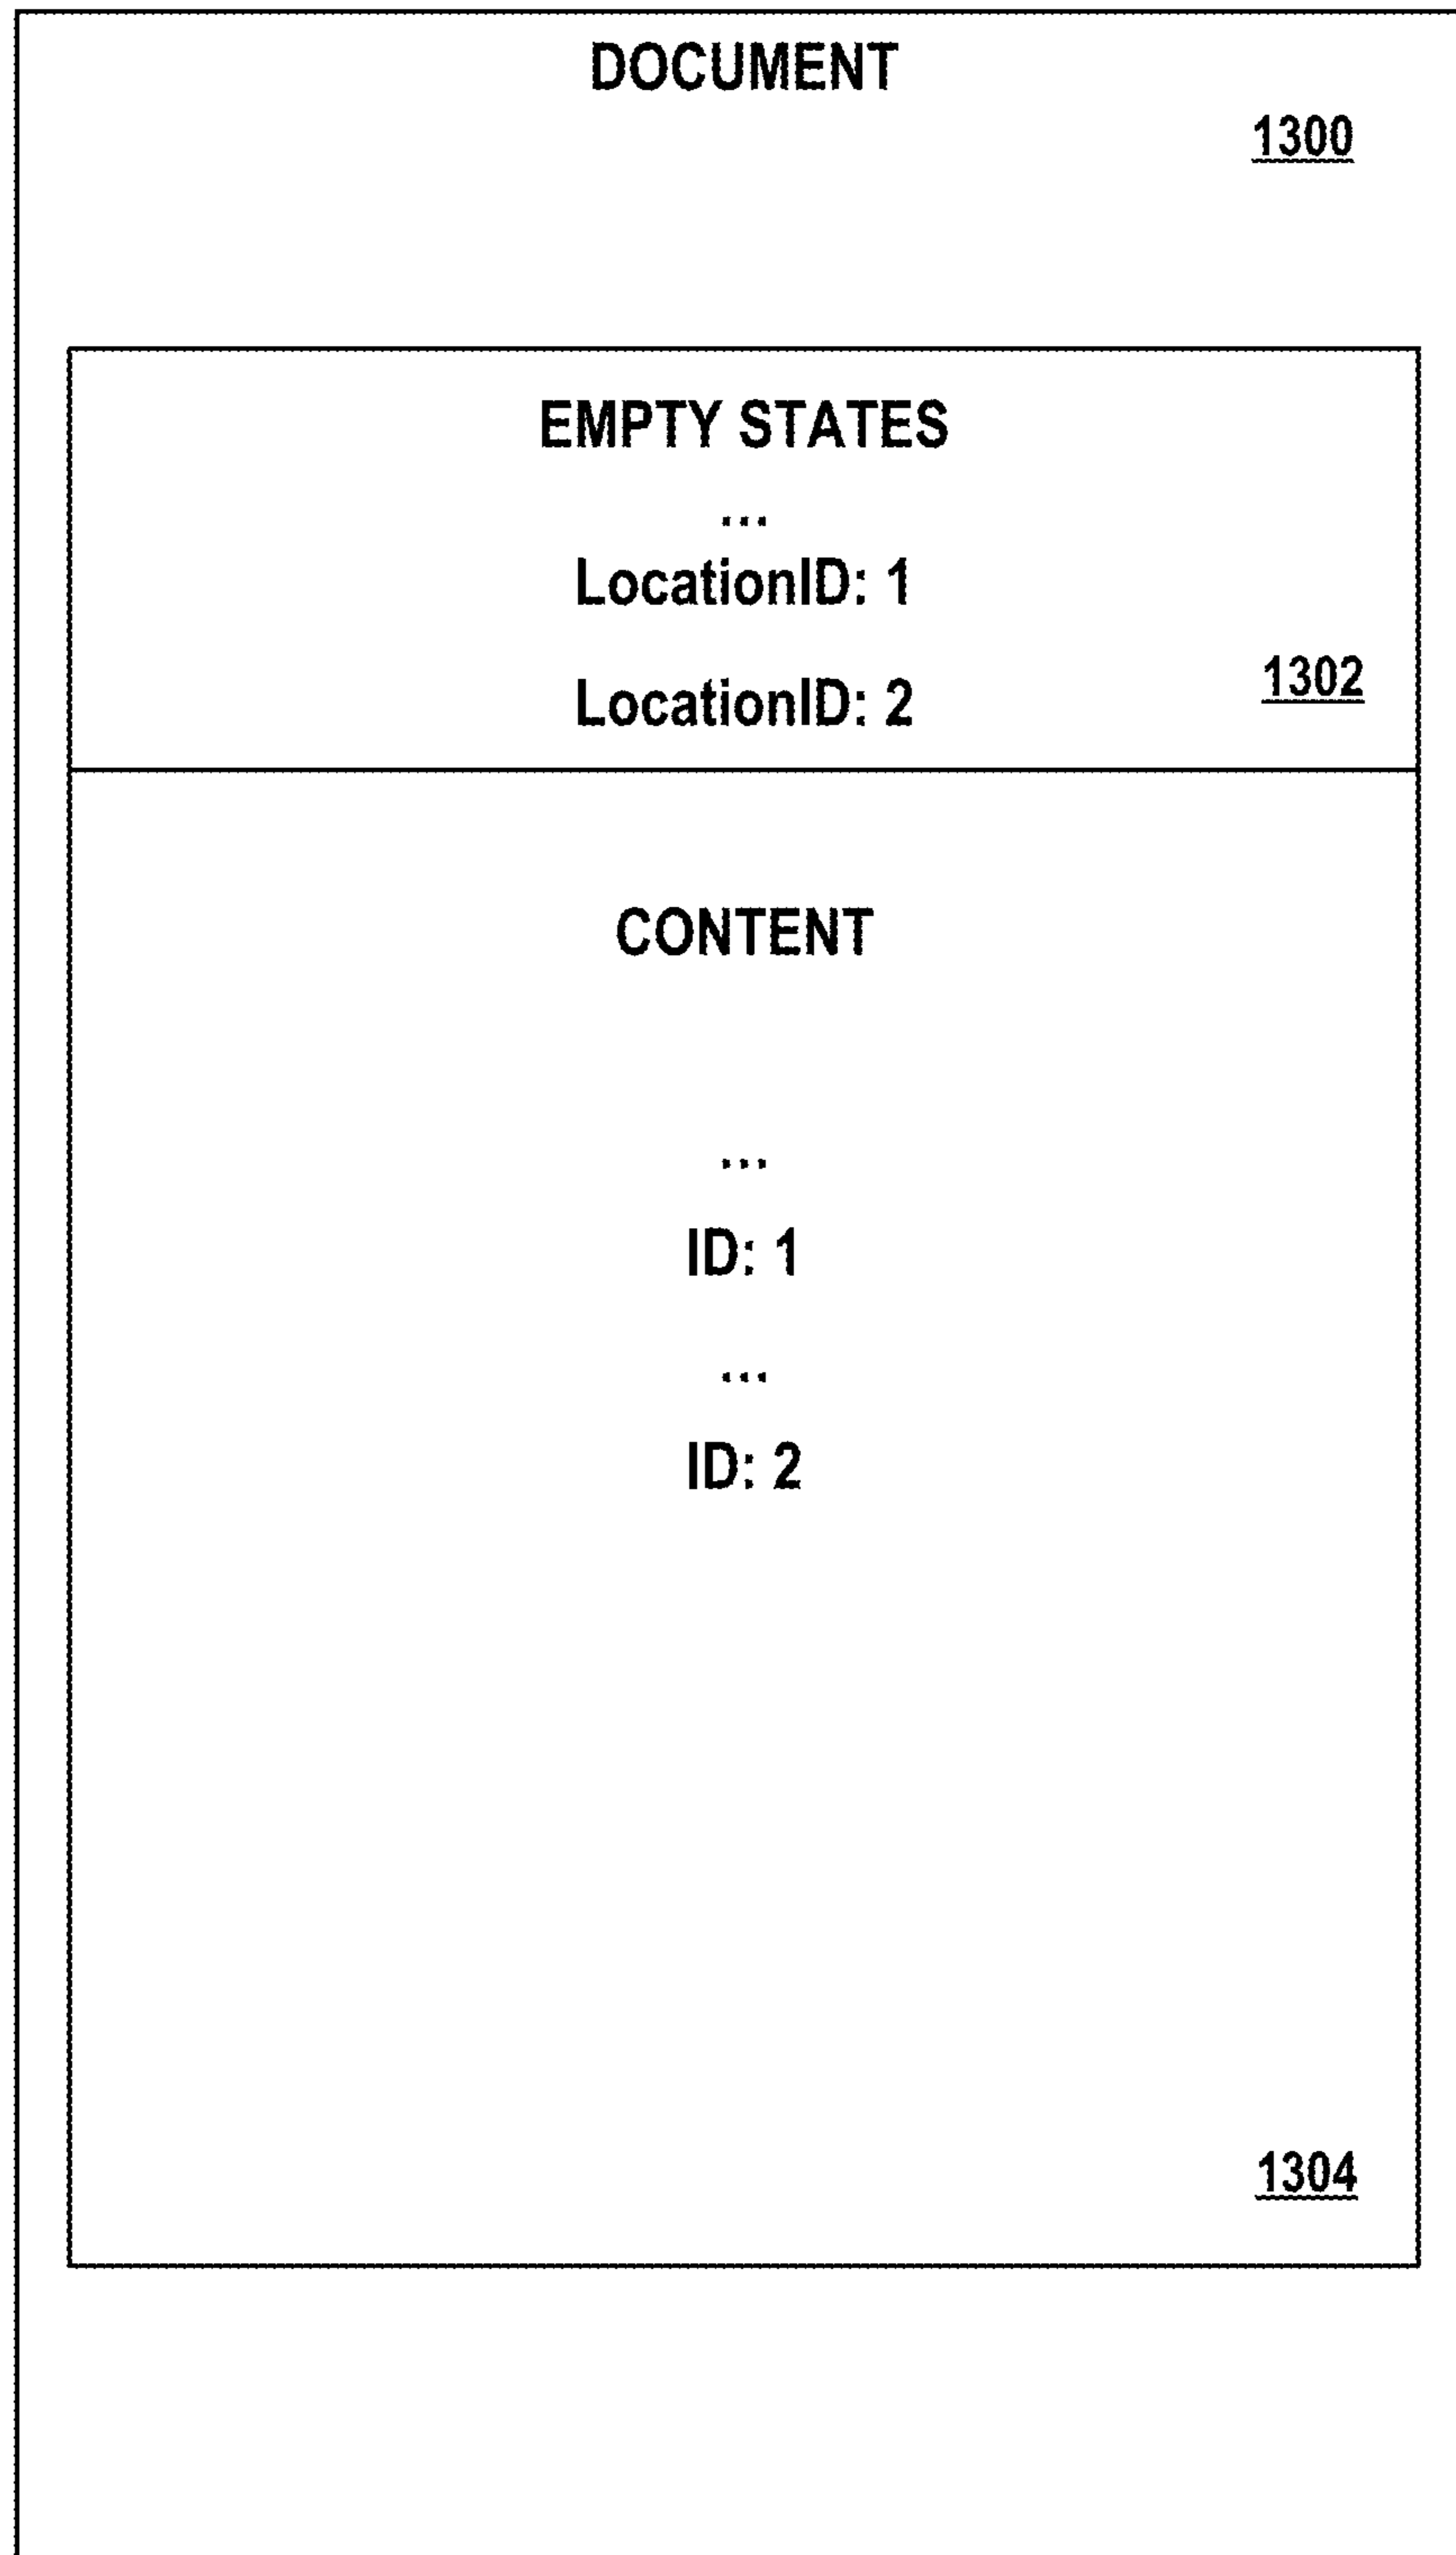 DOCUMENT
1300
EMPTY STATES
...
LocationID: 1
1302
LocationID: 2
CONTENT
...
ID: 1
...
ID: 2
1304